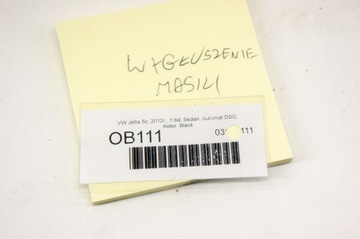 WYGŁUSZENIE
MASKI
VW Jetta 5c, 2012r., 1.6d, Sedan, Automat DSG,
Kolor: Black
OB111
111